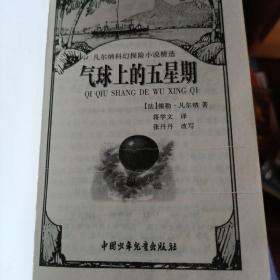 凡尔纳科幻探险小说精选
气球上的五星期
QI QIU SHANG DE WU XING QI
[法]儒勒·凡尔纳 著
蒋学文 译
张丹丹 改写
中国少年儿童出版社